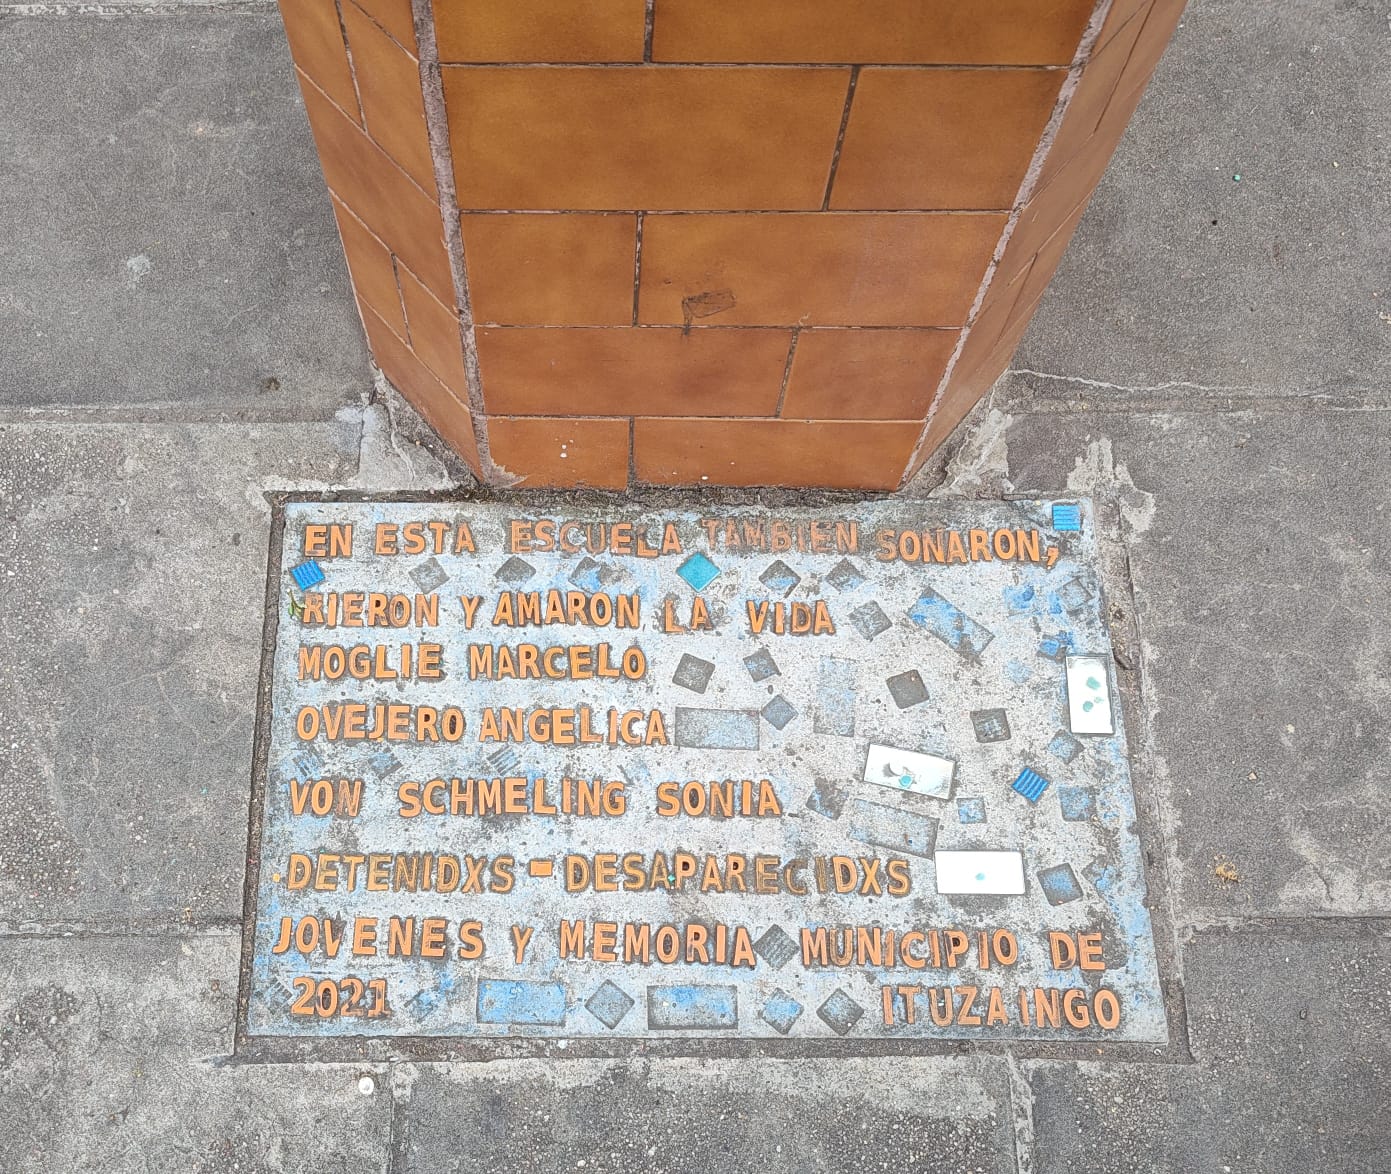 EN ESTA ESCUELA TAMBIEN SOÑARON,
RIERON Y AMARON LA VIDA
MOGLIE MARCELO
OVEJERO ANGELICA
VON SCHMELING SONIA
DETENIDXS - DESAPARECIDXS
JOVENES Y MEMORIA MUNICIPIO DE
2021 ITUZAINGO